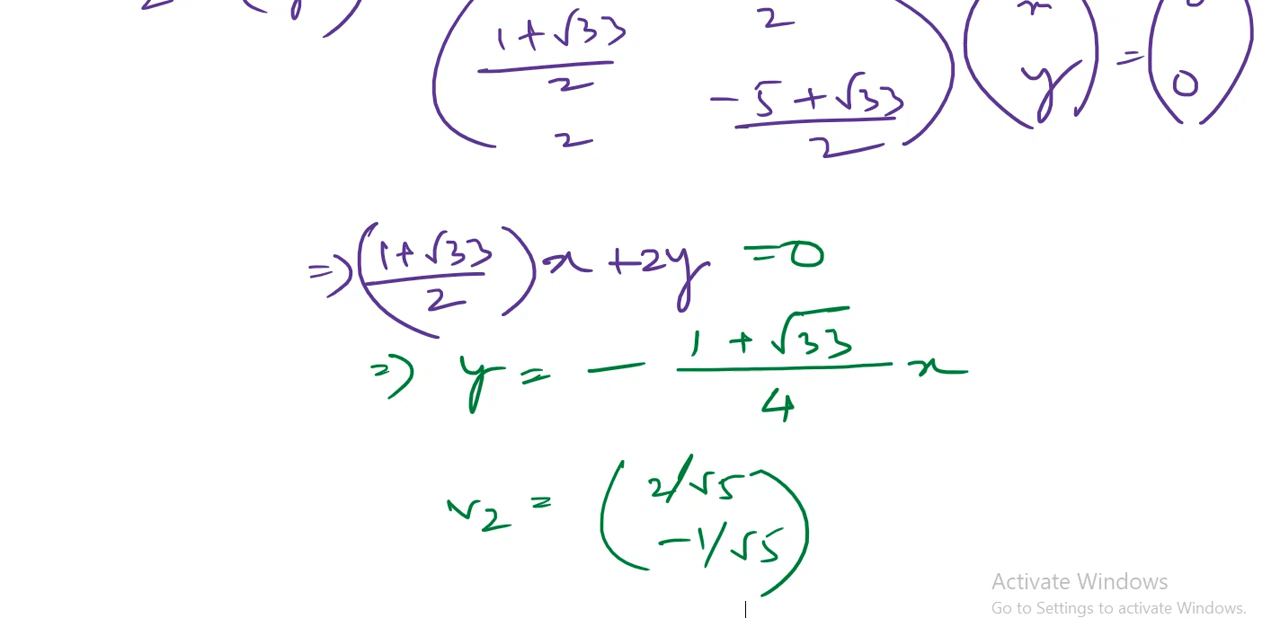 1+√33 2
2
2 -5+√33
2
y = 0
=> (1+√33/2)x +2y = 0
=> y = - 1+√33/4 x
v2 = (2/√5
-1/√5)
Activate Windows
Go to Settings to activate Windows.